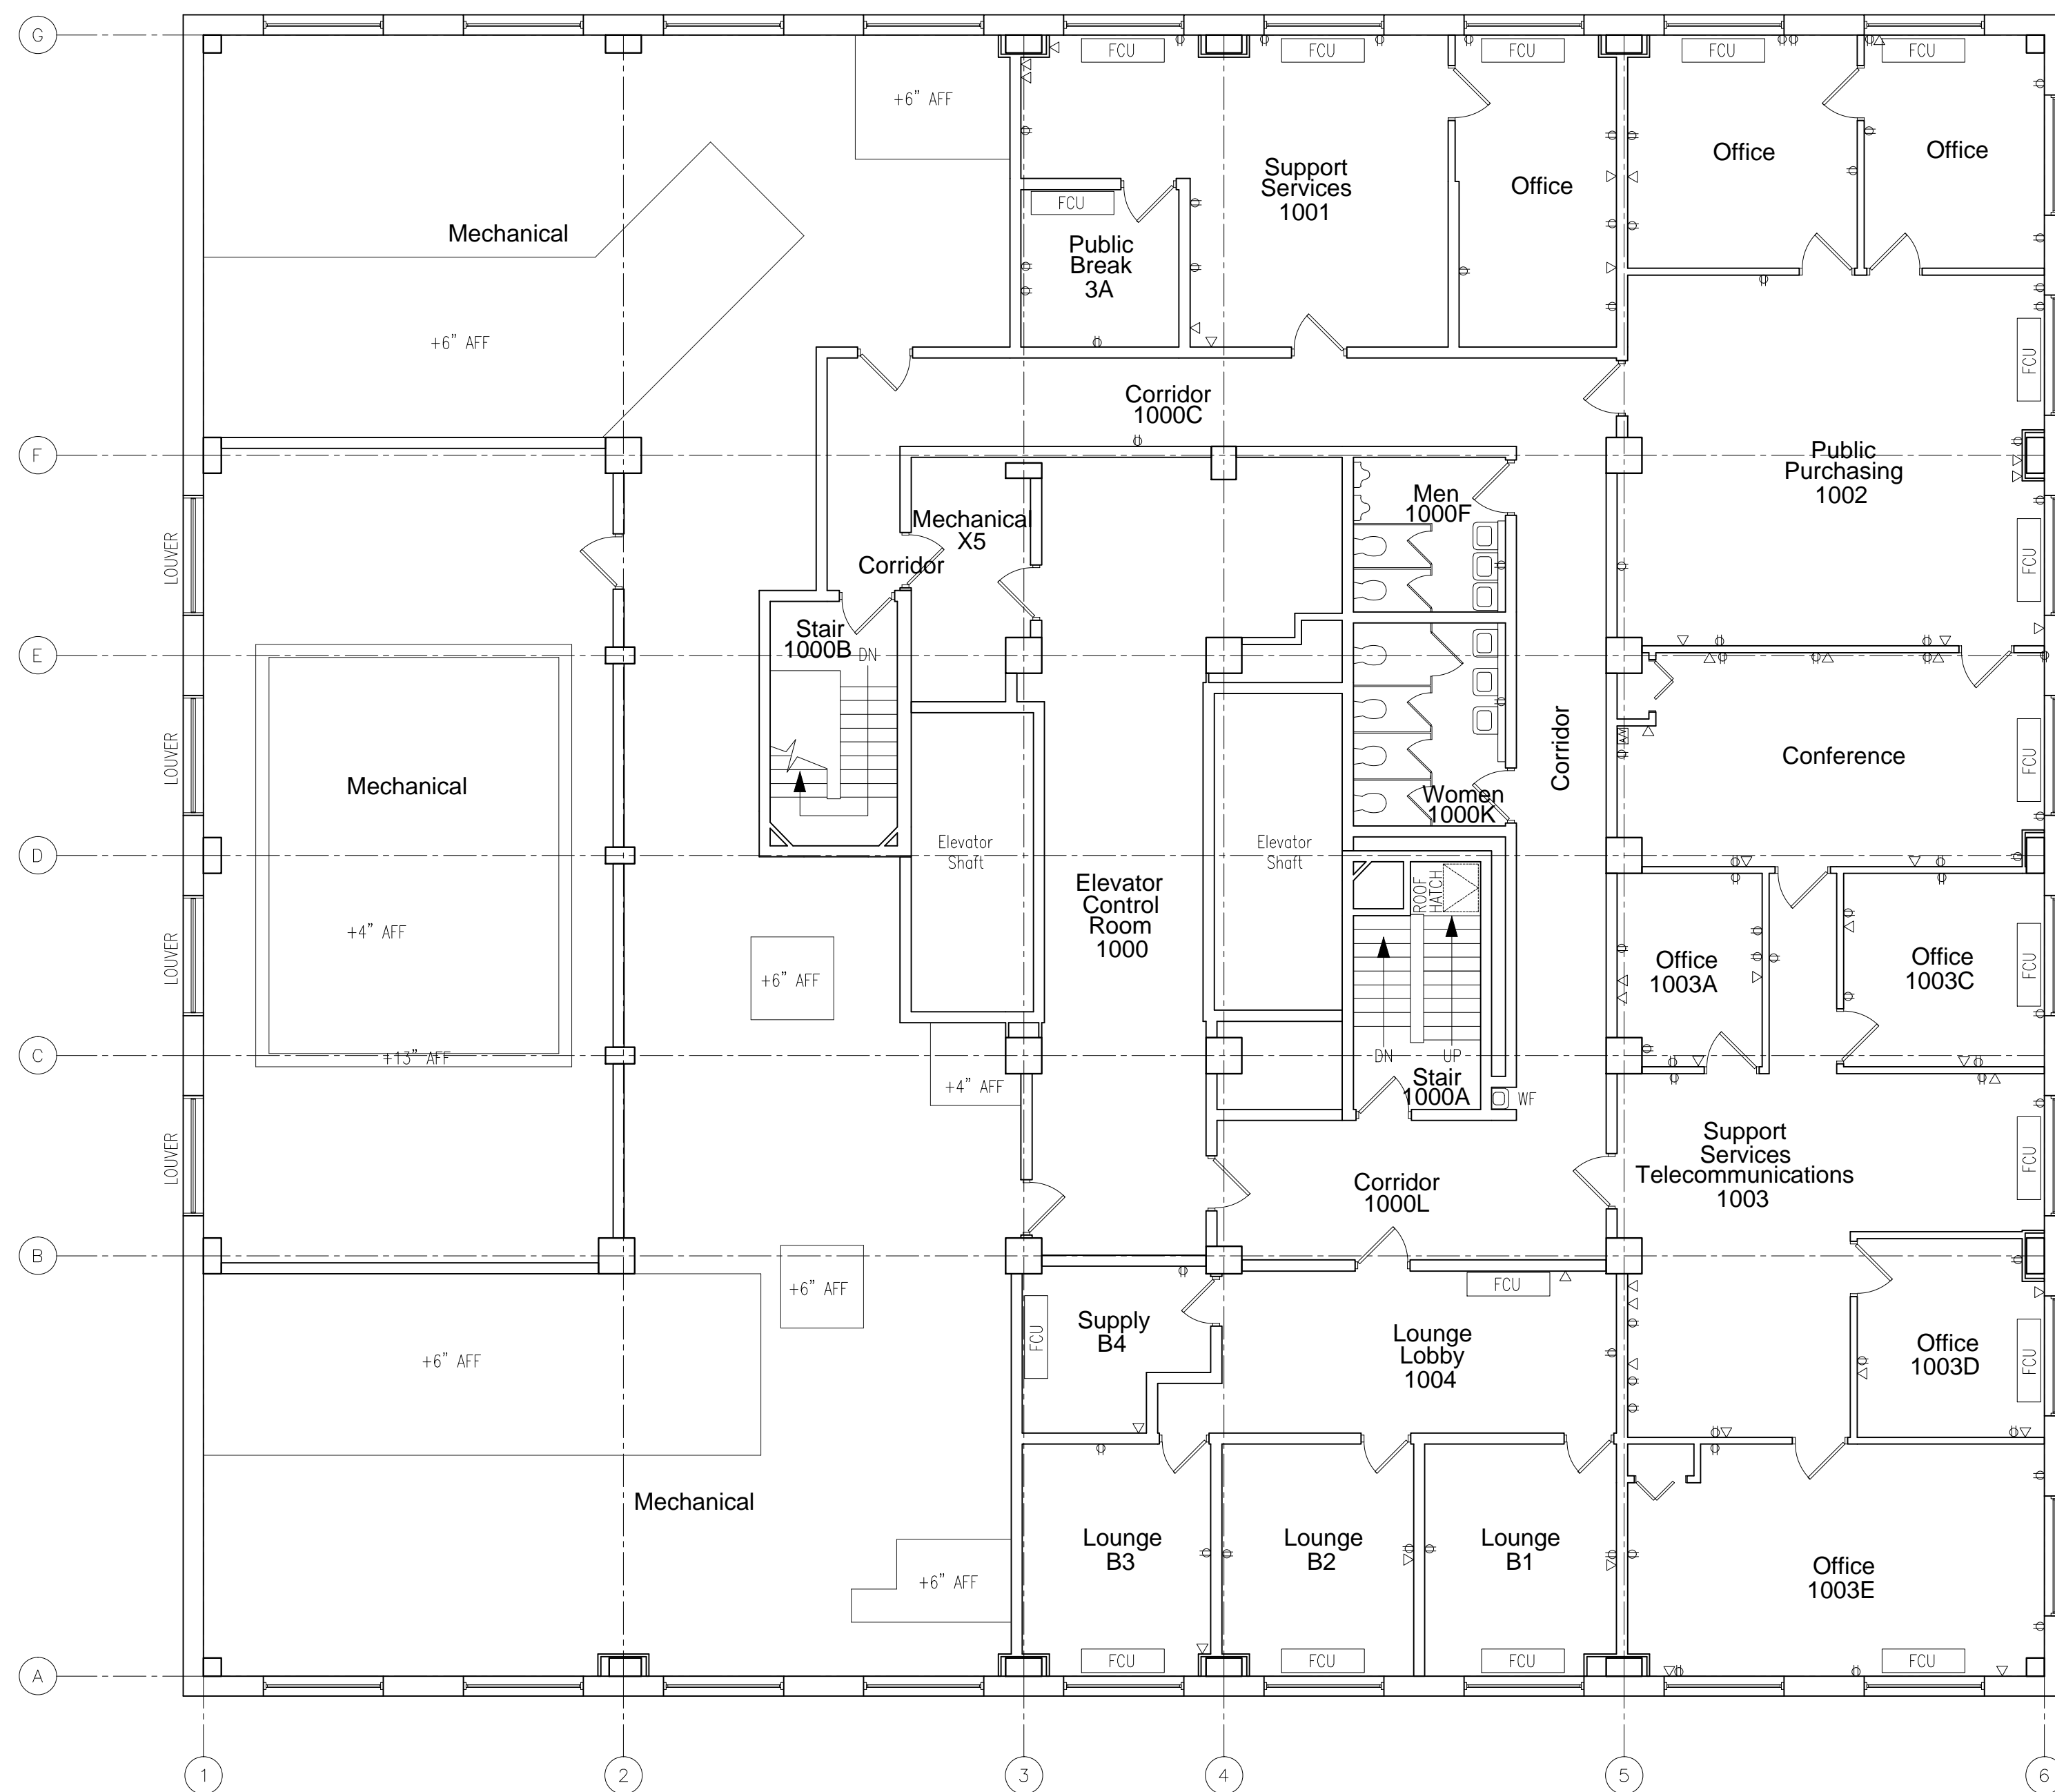 G
FCU
FCU
FCU
FCU
FCU
+6" AFF
Office
Office
Support
Services
1001
Office
FCU
Mechanical
Public
Break
3A
+6" AFF
FCU
Corridor
1000C
F
Public
Purchasing
1002
Men
1000F
Mechanical
X5
LOUVER
Corridor
FCU
Stair
1000B
DN
E
Corridor
LOUVER
Conference
FCU
Mechanical
Women
1000K
D
Elevator
Shaft
Elevator
Shaft
Elevator
Control
Room
1000
ROOF
HATCH
+4" AFF
LOUVER
+6" AFF
Office
1003A
Office
1003C
FCU
C
+13" AFF
DN
UP
+4" AFF
Stair
1000A
WF
LOUVER
Support
Services
Telecommunications
1003
FCU
Corridor
1000L
B
+6" AFF
FCU
FCU
Supply
B4
Lounge
Lobby
1004
Office
1003D
FCU
+6" AFF
Mechanical
Lounge
B3
Lounge
B2
Lounge
B1
Office
1003E
+6" AFF
FCU
FCU
FCU
FCU
A
1
2
3
4
5
6